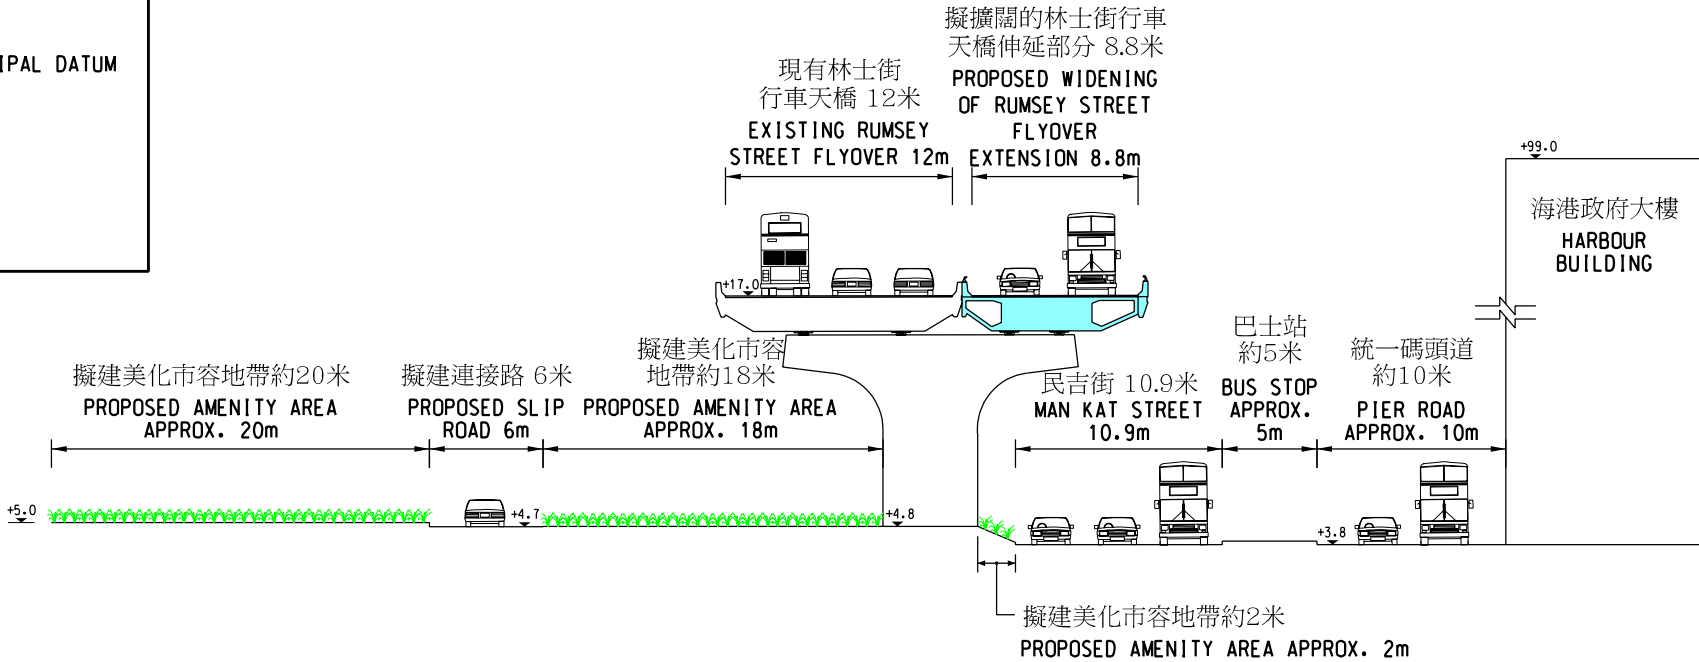 IPAL DATUM
擬擴闊的林士街行車
天橋伸延部分 8.8米
PROPOSED WIDENING
OF RUMSEY STREET
FLYOVER
EXTENSION 8.8m
現有林士街
行車天橋 12米
EXISTING RUMSEY
STREET FLYOVER 12m
+99.0
海港政府大樓
HARBOUR
BUILDING
+17.0
擬建美化市容地帶約20米
PROPOSED AMENITY AREA
APPROX. 20m
擬建連接路 6米
PROPOSED SLIP
ROAD 6m
擬建美化市容
地帶約18米
PROPOSED AMENITY AREA
APPROX. 18m
民吉街 10.9米
MAN KAT STREET
10.9m
巴士站
約5米
BUS STOP
APPROX.
5m
統一碼頭道
約10米
PIER ROAD
APPROX. 10m
+5.0
+4.7
+4.8
+3.8
擬建美化市容地帶約2米
PROPOSED AMENITY AREA APPROX. 2m